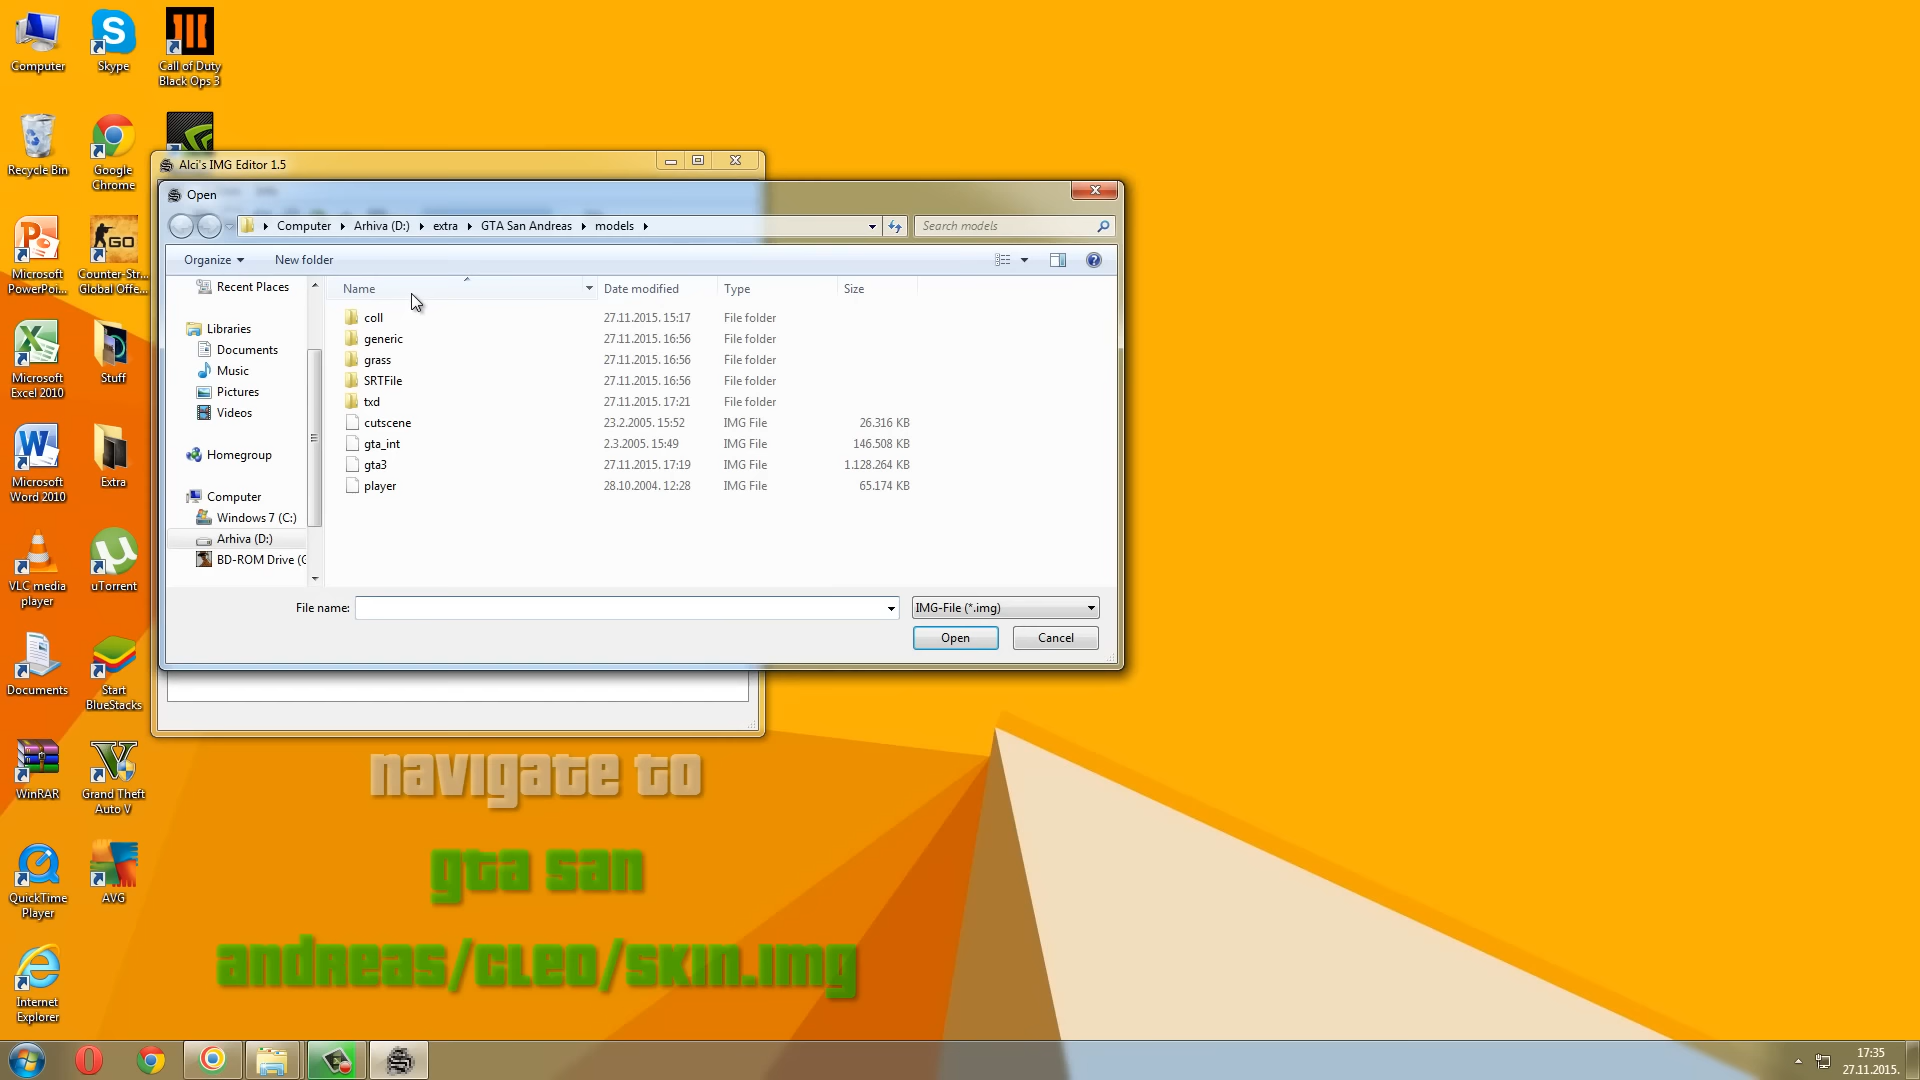 Computer
Skype
Call of Duty
Black Ops 3
Recycle Bin
Google
Chrome
Microsoft
PowerPoi...
Counter-Str...
Global Offe...
GO
Microsoft
Excel 2010
Stuff
Microsoft
Word 2010
Extra
VLC media
player
uTorrent
Documents
Start
BlueStacks
WinRAR
Grand Theft
Auto V
QuickTime
Player
AVG
Internet
Explorer
Alci's IMG Editor 1.5
Open
Computer
Arhiva (D:)
extra
GTA San Andreas
models
Search models
Organize
New folder
Recent Places
Libraries
Documents
Music
Pictures
Videos
Homegroup
Computer
Windows 7 (C:)
Arhiva (D:)
BD-ROM Drive (G
Name Date modified Type Size
coll 27.11.2015. 15:17 File folder
generic 27.11.2015. 16:56 File folder
grass 27.11.2015. 16:56 File folder
SRTFile 27.11.2015. 16:56 File folder
txd 27.11.2015. 17:21 File folder
cutscene 23.2.2005. 15:52 IMG File 26.316 KB
gta_int 2.3.2005. 15:49 IMG File 146.508 KB
gta3 27.11.2015. 17:19 IMG File 1.128.264 KB
player 28.10.2004. 12:28 IMG File 65.174 KB
File name:
IMG-File (*.img)
Open
Cancel
navigate to
gta san
andreas/cleo/skin.img
17:35
27.11.2015.